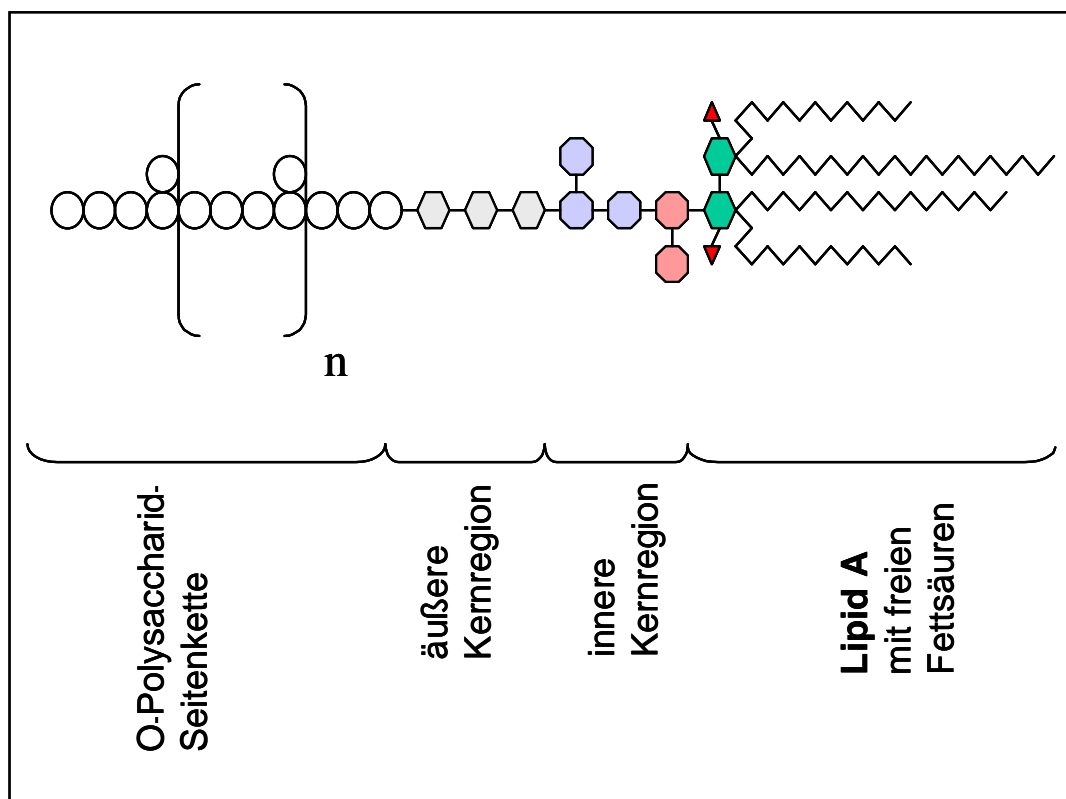 n
O-Polysaccharid-
Seitenkette
äußere
Kernregion
innere
Kernregion
Lipid A
mit freien
Fettsäuren